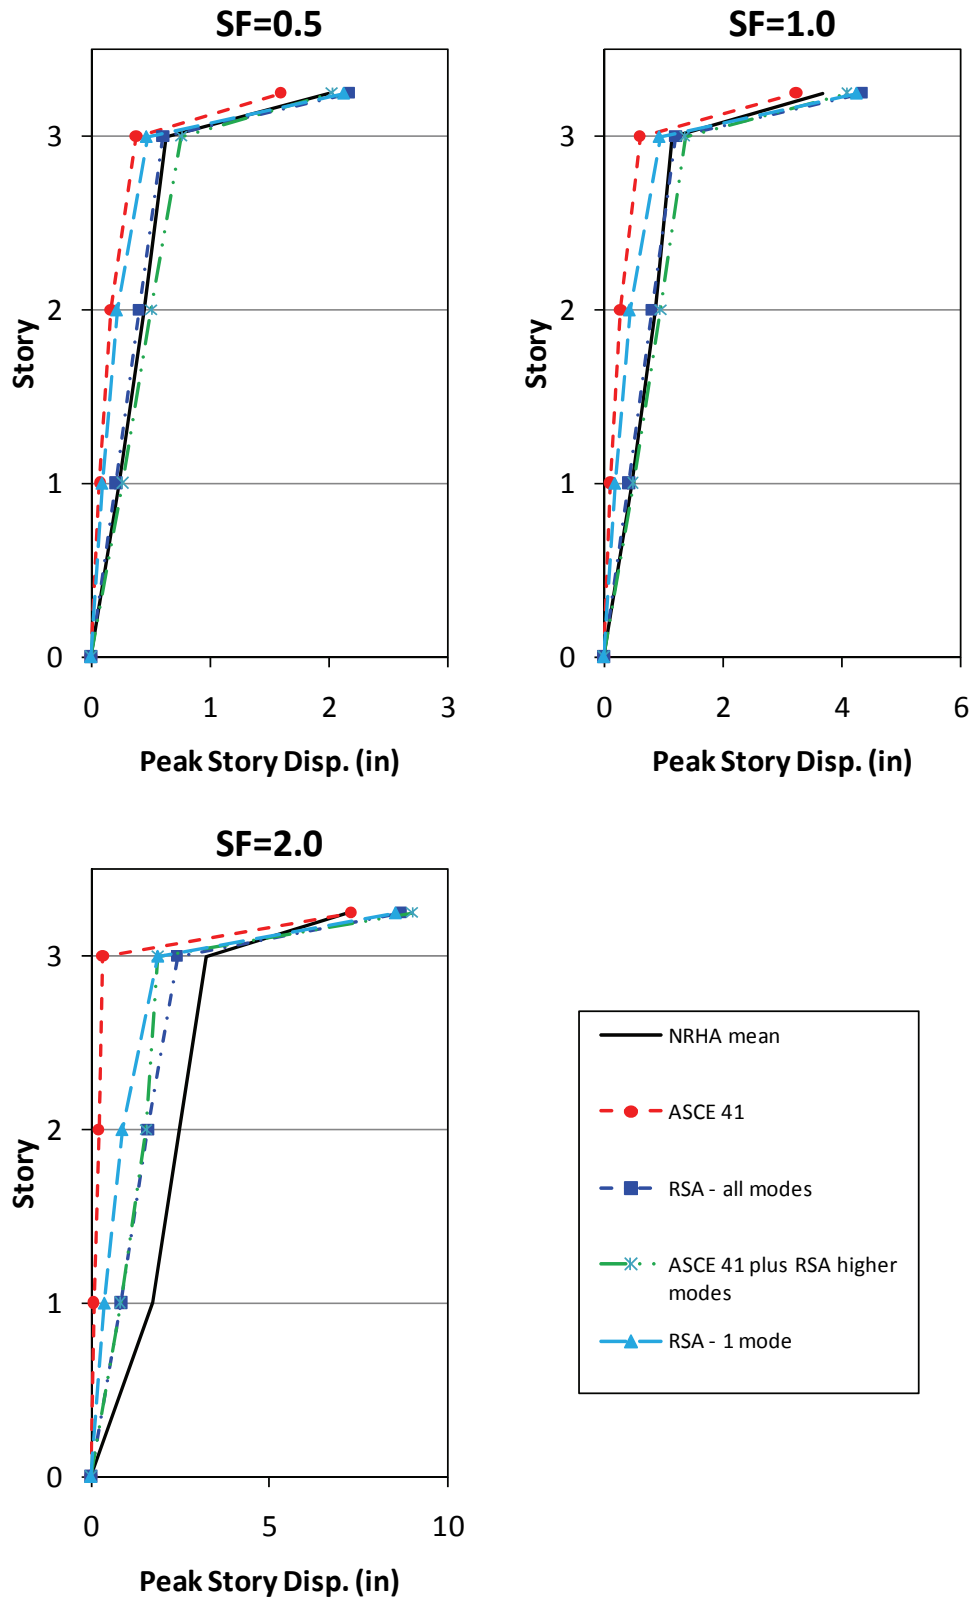 SF=0.5
3
2
1
0
Story
0 1 2 3
Peak Story Disp. (in)
SF=1.0
3
2
1
0
Story
0 2 4 6
Peak Story Disp. (in)
SF=2.0
3
2
1
0
Story
0 5 10
Peak Story Disp. (in)
NRHA mean
ASCE 41
RSA - all modes
ASCE 41 plus RSA higher
modes
RSA - 1 mode